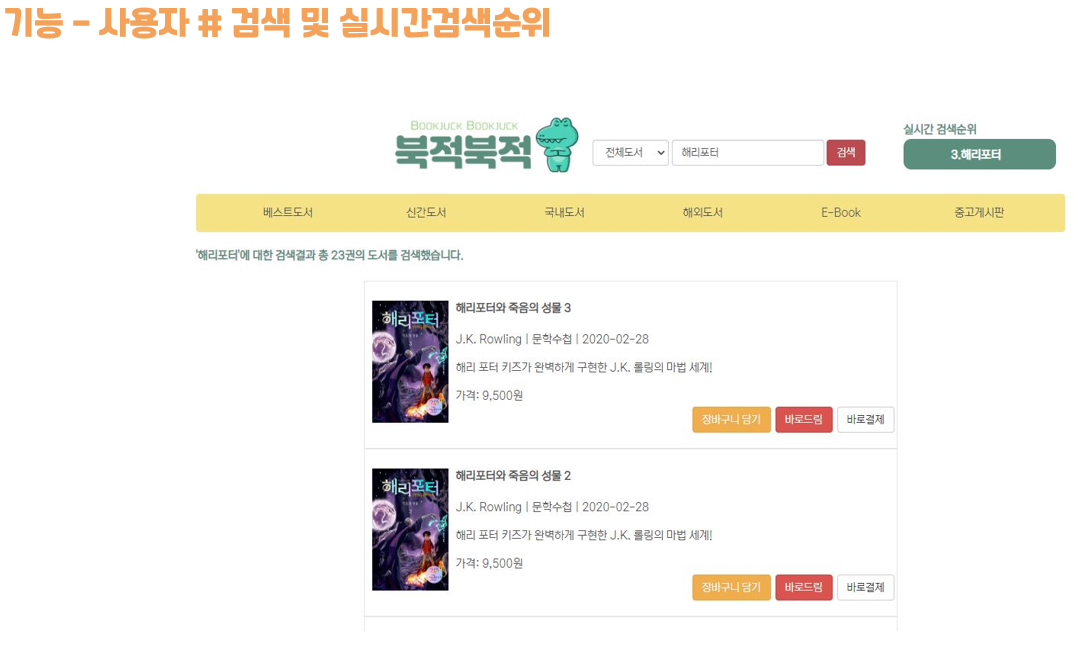 기능 - 사용자 # 검색 및 실시간검색순위
BOOKJUCK BOOKJUCK
북적북적
전체도서
해리포터
검색
실시간 검색순위
3.해리포터
베스트도서 신간도서 국내도서 해외도서 E-Book 중고게시판
'해리포터'에 대한 검색결과 총 23권의 도서를 검색했습니다.
해리포터
해리포터와 죽음의 성물 3
J.K. Rowling | 문학수첩 | 2020-02-28
해리 포터 키즈가 완벽하게 구현한 J.K. 롤링의 마법 세계!
가격: 9,500원
장바구니 담기 바로드림 바로결제
해리포터
해리포터와 죽음의 성물 2
J.K. Rowling | 문학수첩 | 2020-02-28
해리 포터 키즈가 완벽하게 구현한 J.K. 롤링의 마법 세계!
가격: 9,500원
장바구니 담기 바로드림 바로결제